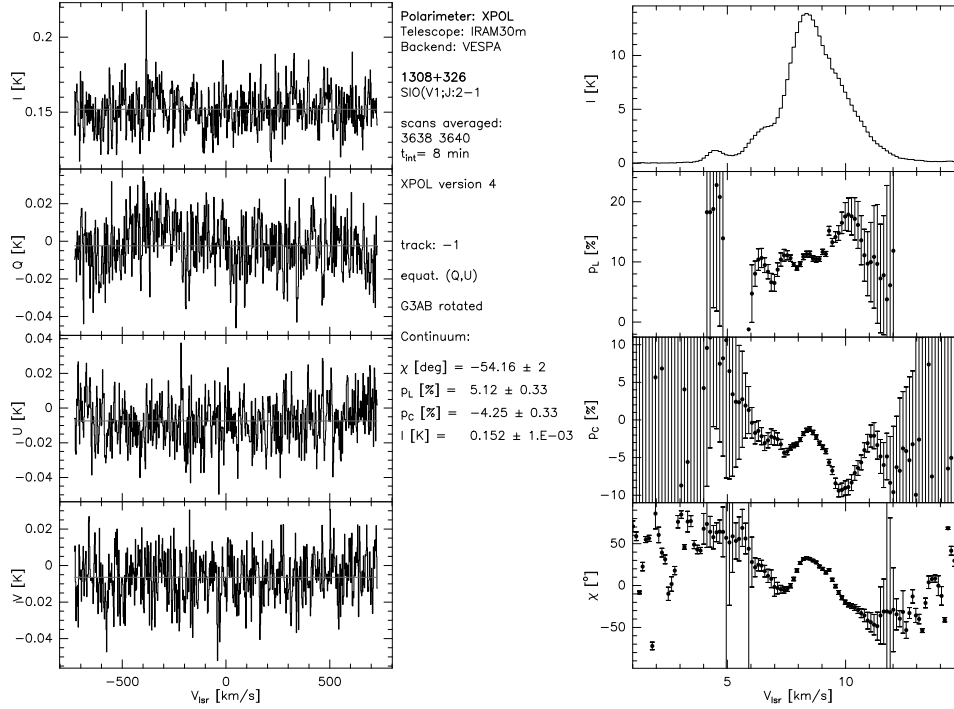 0.2
0.15
I [K]
0.02
0
−0.02
−0.04
Q [K]
0.04
0.02
0
−0.02
−0.04
U [K]
0.02
0
−0.02
−0.04
V [K]
−500
0
500
V_lsr [km/s]
Polarimeter: XPOL
Telescope: IRAM30m
Backend: VESPA
1308+326
SIO(V1;J:2−1
scans averaged:
3638 3640
t_int= 8 min
XPOL version 4
track: −1
equat. (Q,U)
G3AB rotated
Continuum:
χ [deg] = −54.16 ± 2
p_L [%] = 5.12 ± 0.33
p_C [%] = −4.25 ± 0.33
I [K] = 0.152 ± 1.E−03
10
5
0
I [K]
20
10
0
p_L [%]
10
5
0
−5
−10
p_C [%]
50
0
−50
χ [°]
5
10
V_lsr [km/s]